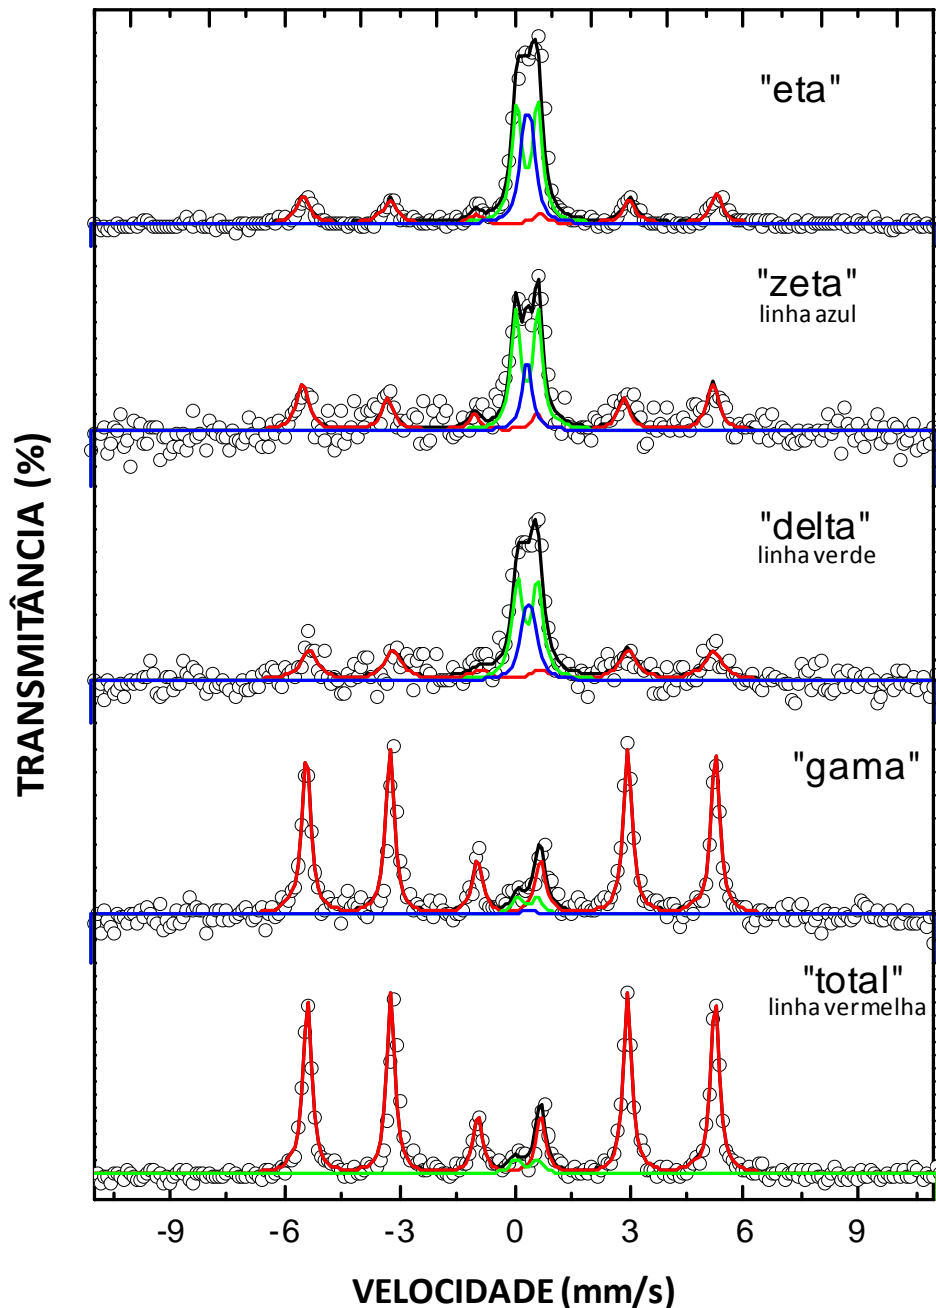 "eta"
"zeta"
linha azul
"delta"
linha verde
"gama"
"total"
linha vermelha
TRANSMITÂNCIA (%)
-9 -6 -3 0 3 6 9
VELOCIDADE (mm/s)